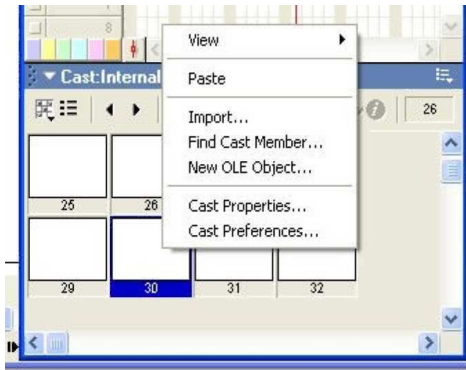 8
View
Cast:Internal
Paste
26
Import...
Find Cast Member...
New OLE Object...
25 26
Cast Properties...
Cast Preferences...
29 30 31 32